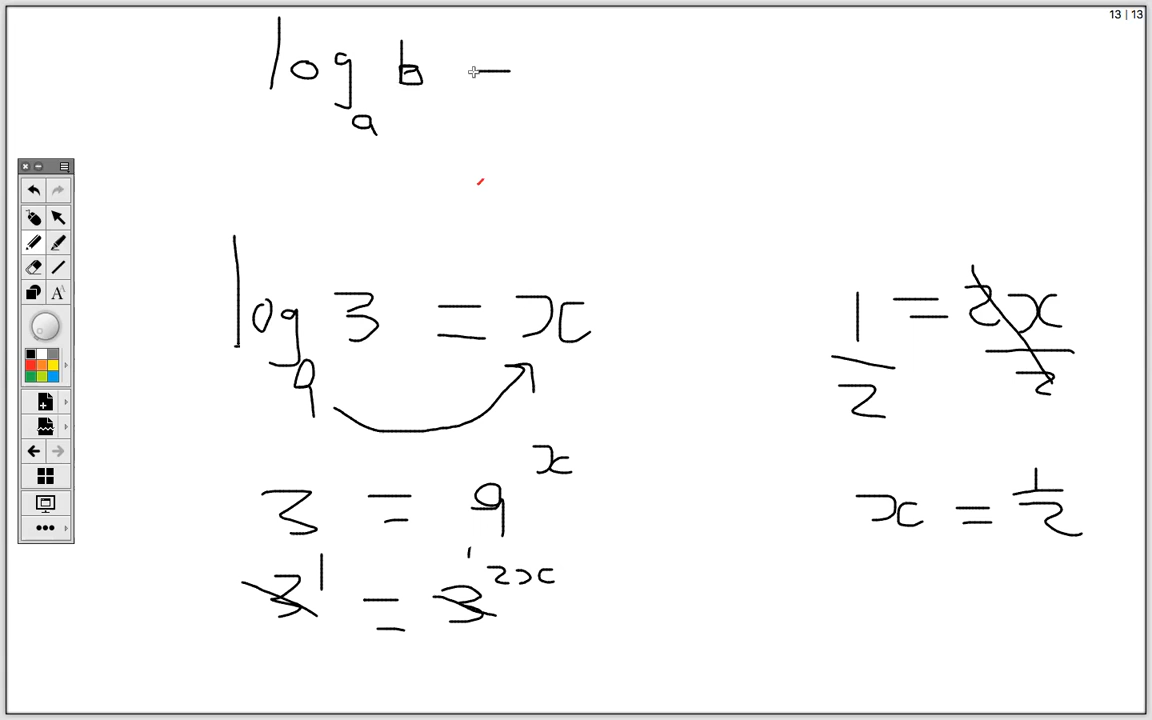 13 | 13
log_a b —
log_9 3 = x
3 = 9^x
3^1 = 3^2x
1/2 = 2x/2
x = 1/2
A